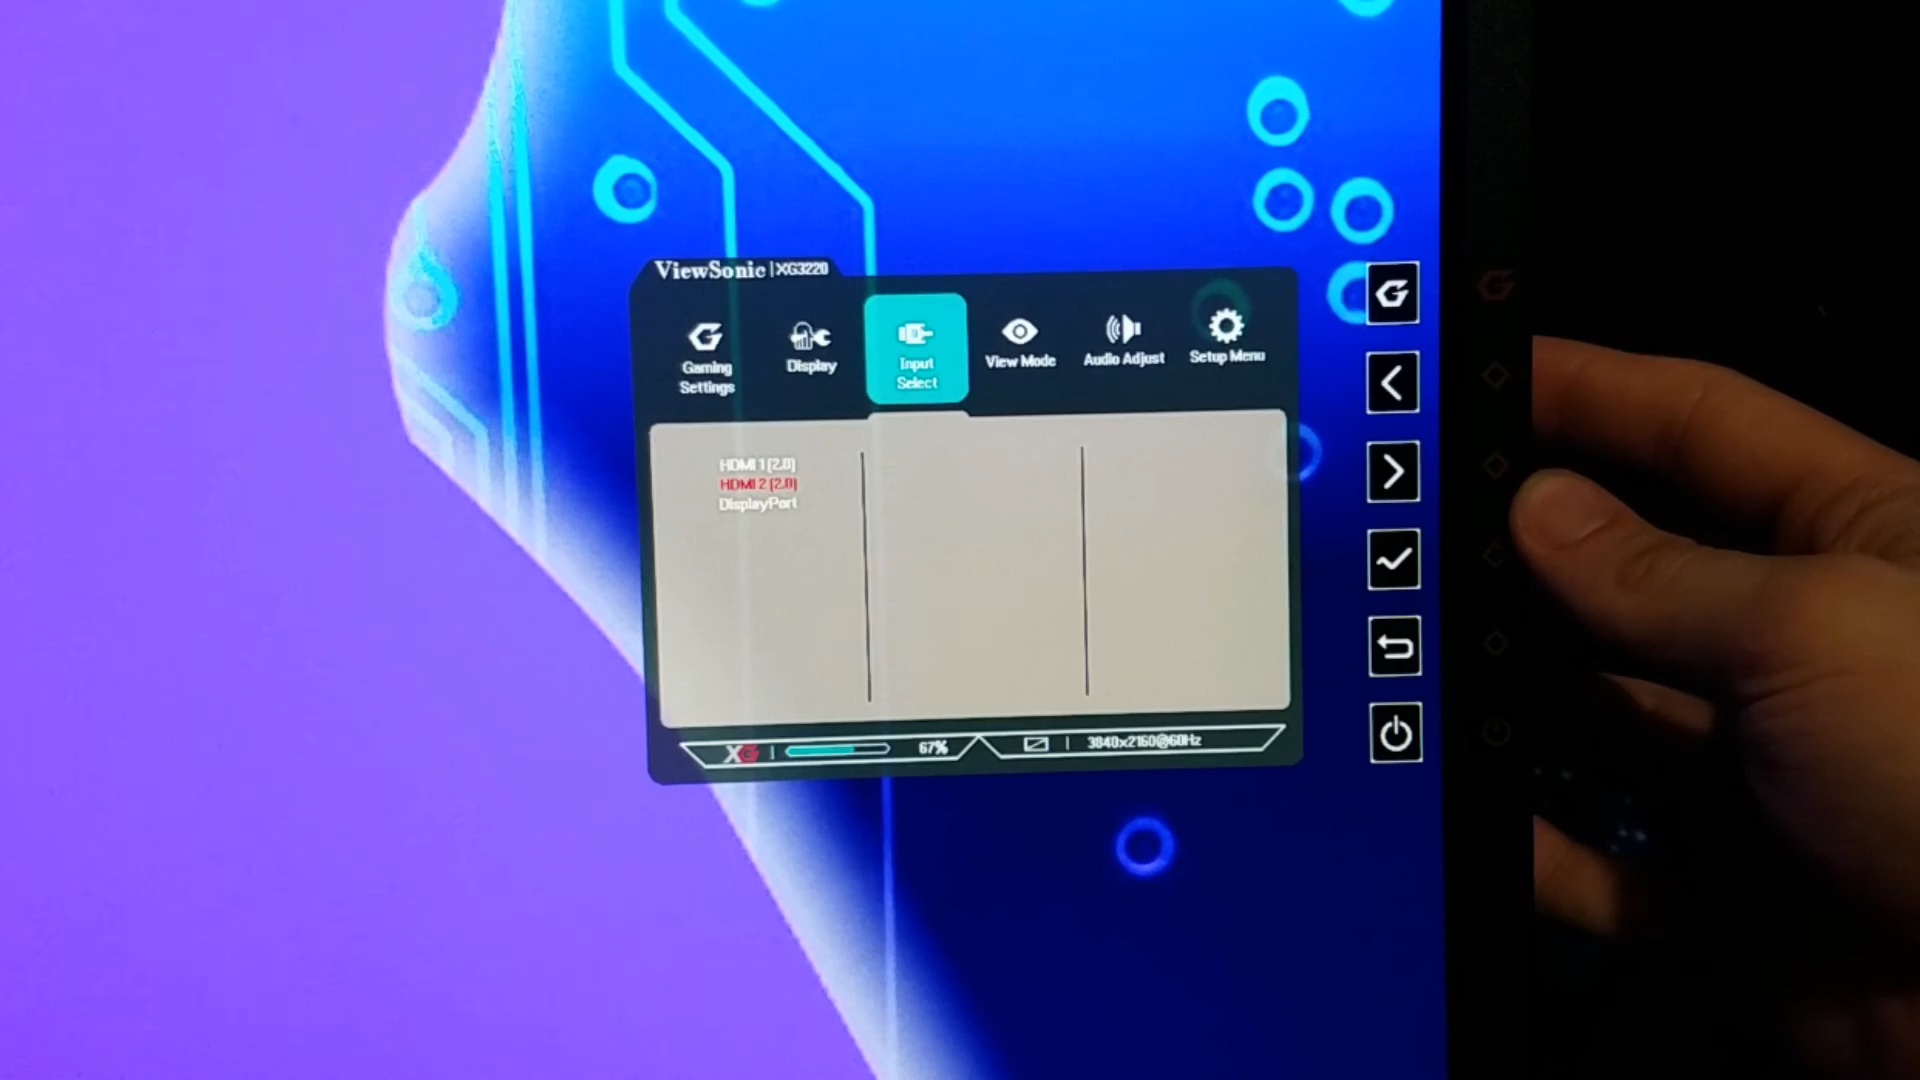 ViewSonic | XG3220
Gaming
Settings
Display
Input
Select
View Mode
Audio Adjust
Setup Menu
HDMI 1 [2.0]
HDMI 2 [2.0]
DisplayPort
XG | 67%
| 3840x2160@60Hz